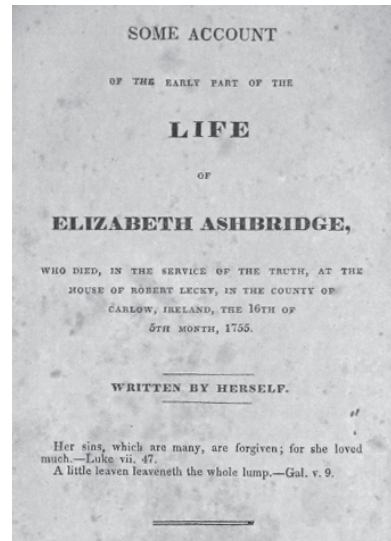 SOME ACCOUNT
OF THE EARLY PART OF THE
LIFE
OF
ELIZABETH ASHBRIDGE,
WHO DIED, IN THE SERVICE OF THE TRUTH, AT THE
HOUSE OF ROBERT LECKY, IN THE COUNTY OF
CARLOW, IRELAND, THE 16TH OF
5TH MONTH, 1755.
WRITTEN BY HERSELF.
Her sins, which are many, are forgiven; for she loved
much.—Luke vii. 47.
A little leaven leaveneth the whole lump.—Gal. v. 9.